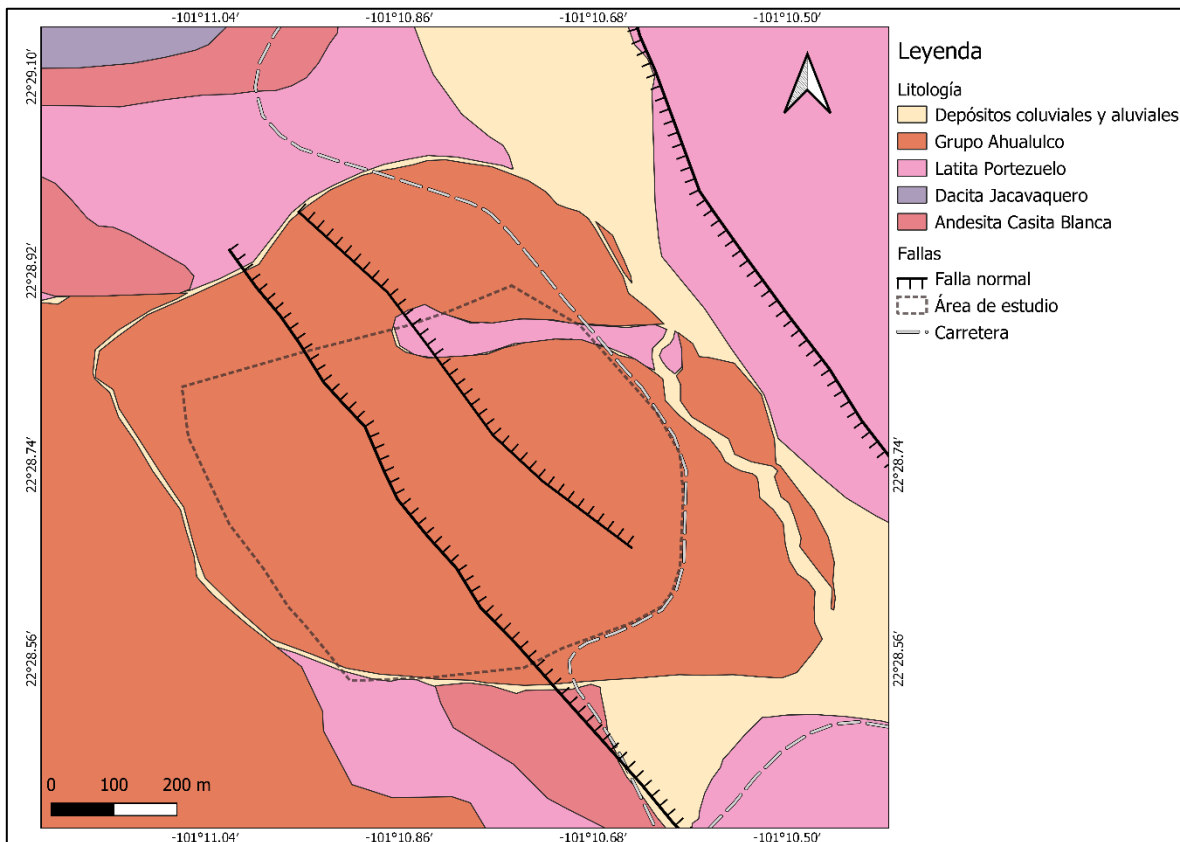 -101°11.04′ -101°10.86′ -101°10.68′ -101°10.50′
22°29.10′
22°28.92′
22°28.74′
22°28.56′
Leyenda
Litología
Depósitos coluviales y aluviales
Grupo Ahualulco
Latita Portezuelo
Dacita Jacavaquero
Andesita Casita Blanca
Fallas
Falla normal
Área de estudio
Carretera
22°28.74′
22°28.56′
0 100 200 m
-101°11.04′ -101°10.86′ -101°10.68′ -101°10.50′